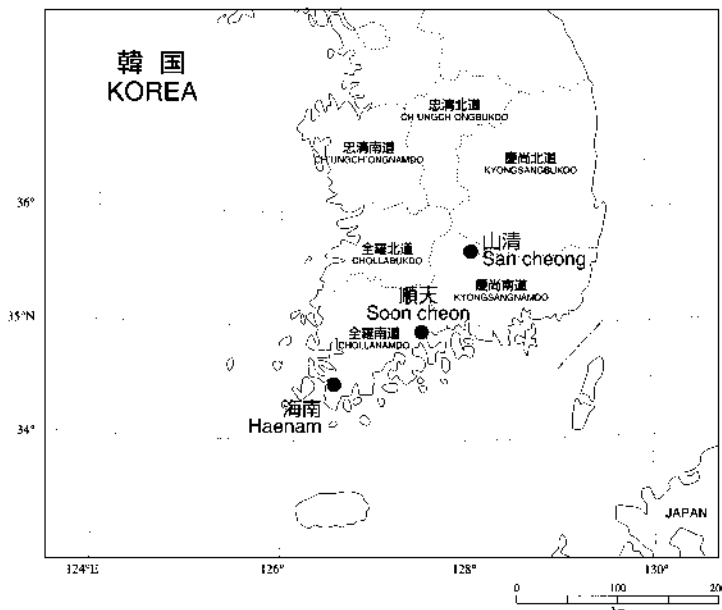 韓国
KOREA
忠清北道
CH'UNGCH'ONGBUKDO
忠清南道
CH'UNGCH'ONGNAMDO
慶尚北道
KYONGSANGBUKDO
36°
山清
San cheong
全羅北道
CHOLLABUKDO
慶尚南道
KYONGSANGNAMDO
順天
Soon cheon
35°N
全羅南道
CHOLLANAMDO
海南
Haenam
34°
JAPAN
124°E
126°
128°
130°
0 100 200